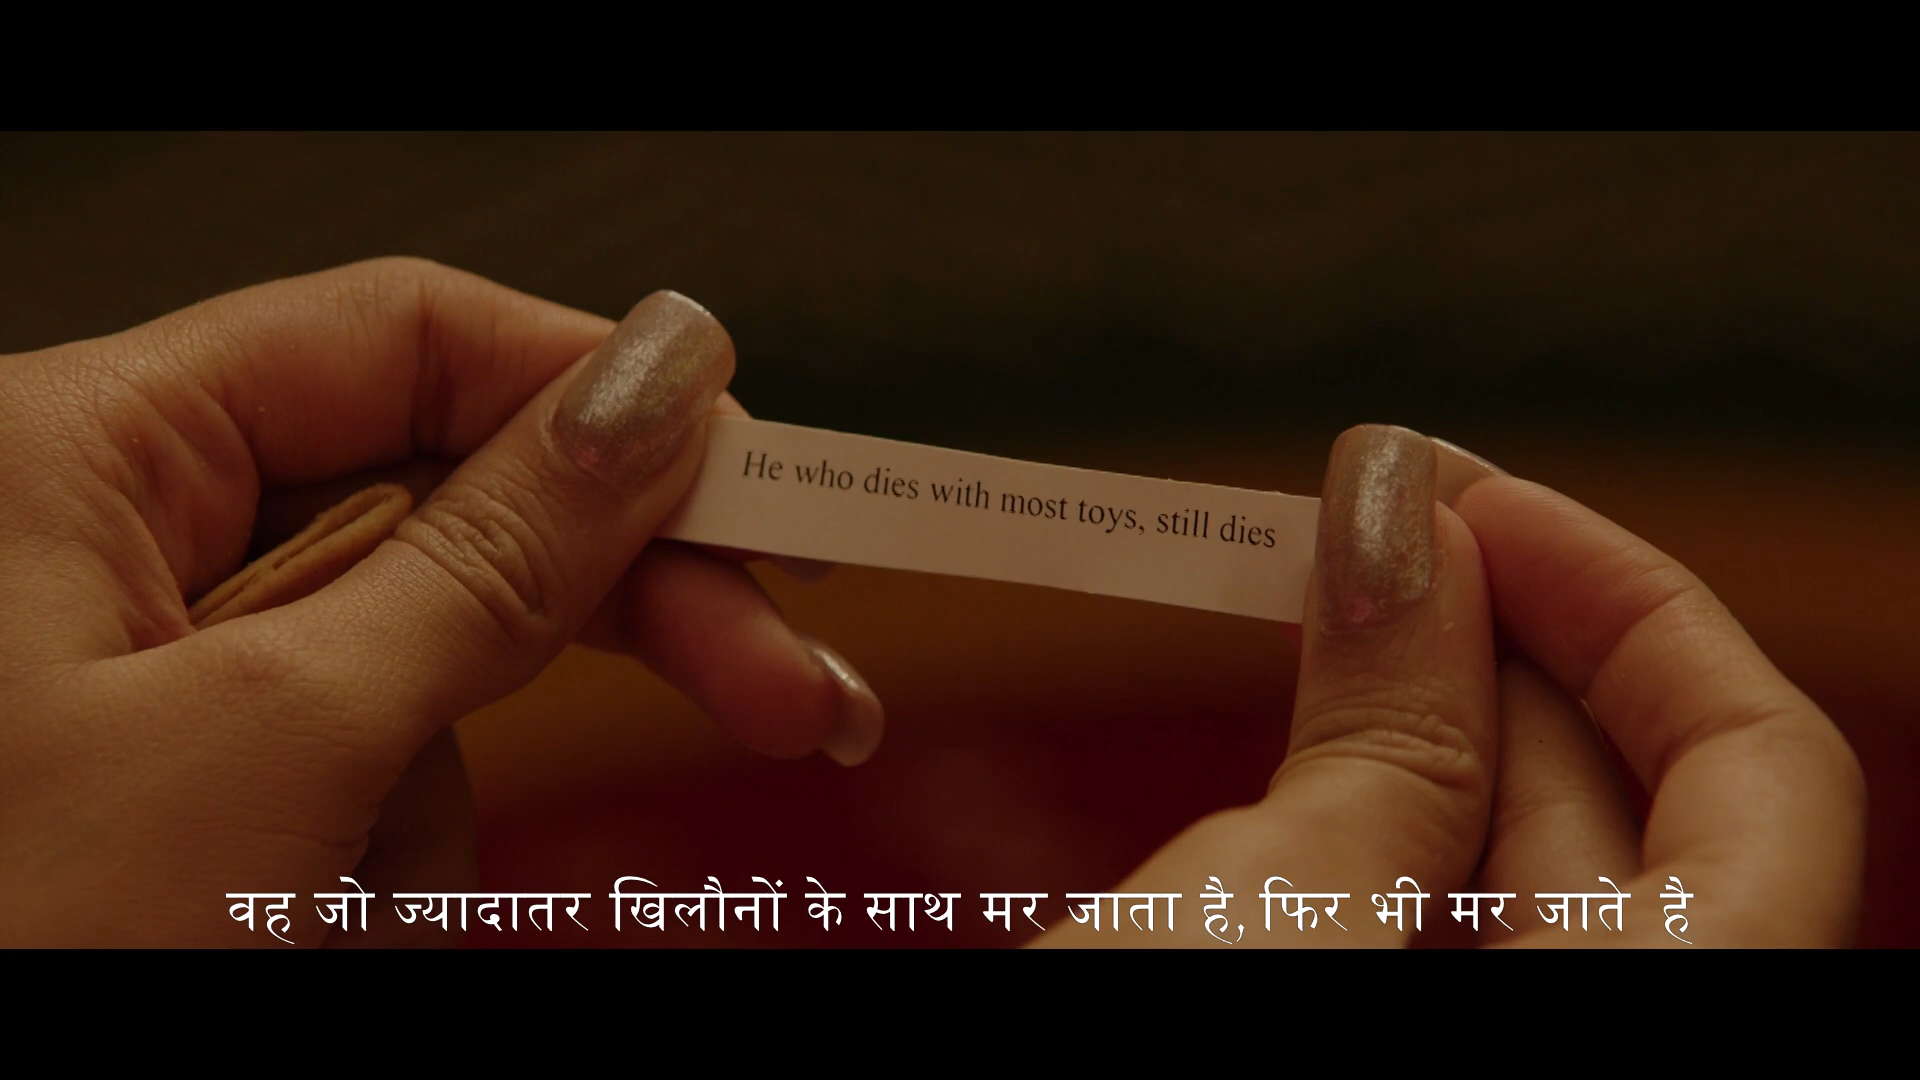 He who dies with most toys, still dies
वह जो ज्यादातर खिलौनों के साथ मर जाता है, फिर भी मर जाते है